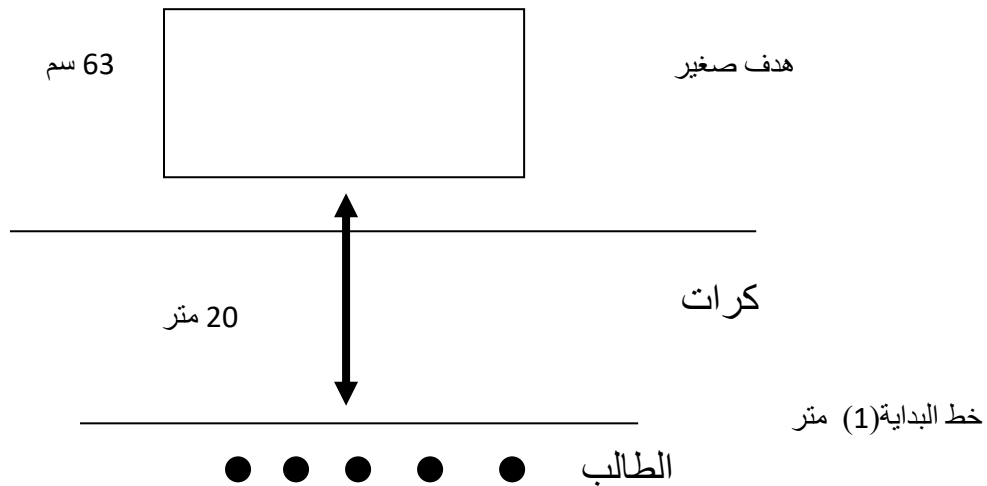 هدف صغير
63 سم
كرات
20 متر
خط البداية(1) متر
الطالب